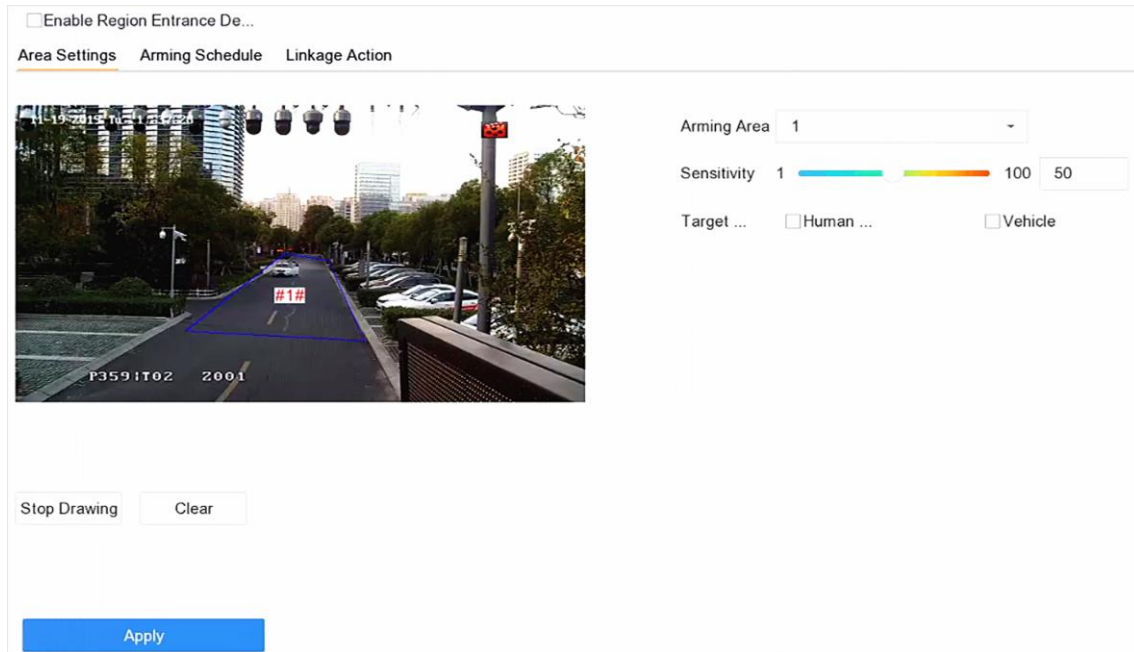 Enable Region Entrance De...
Area Settings Arming Schedule Linkage Action
Arming Area 1
Sensitivity 1 100 50
Target ... Human ... Vehicle
#1#
P359 T02 Z001
Stop Drawing Clear
Apply